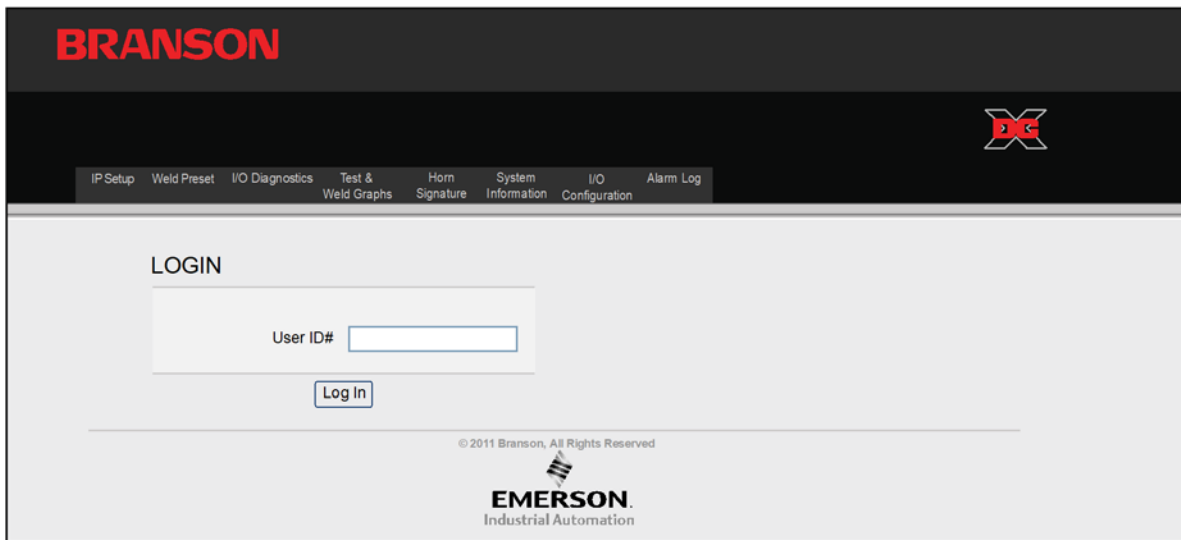 BRANSON
DCX
IP Setup
Weld Preset
I/O Diagnostics
Test &
Weld Graphs
Horn
Signature
System
Information
I/O
Configuration
Alarm Log
LOGIN
User ID#
Log In
© 2011 Branson, All Rights Reserved
EMERSON.
Industrial Automation